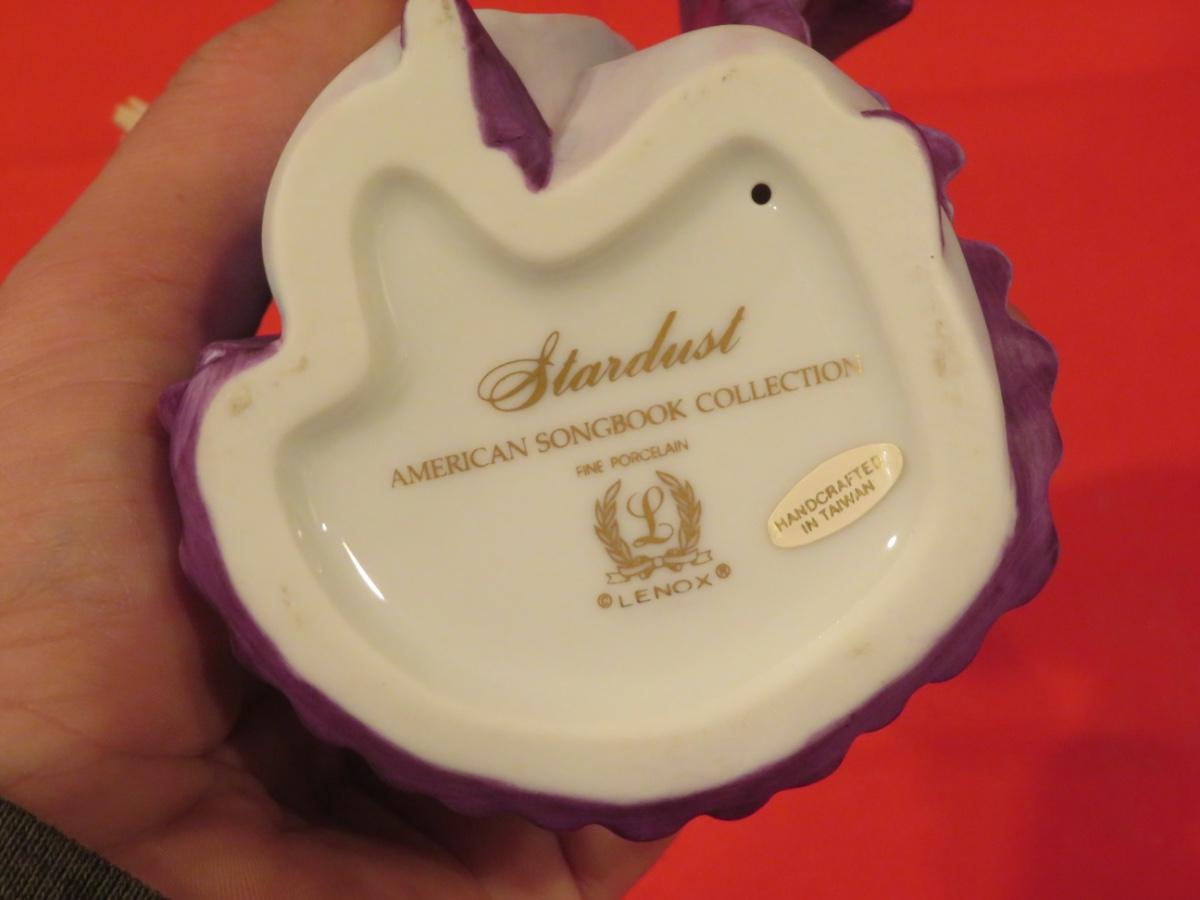 Stardust
AMERICAN SONGBOOK COLLECTION
FINE PORCELAIN
L
©LENOX®
HANDCRAFTED
IN TAIWAN